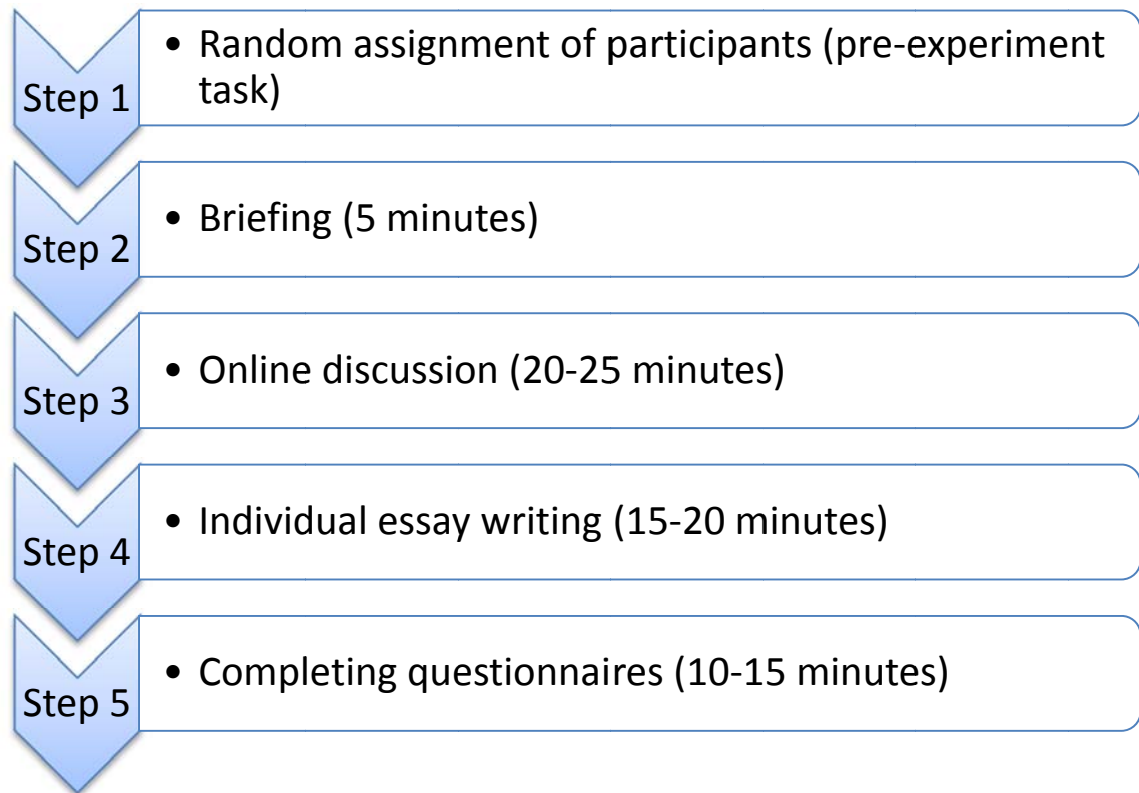 Step 1
• Random assignment of participants (pre-experiment
task)
Step 2
• Briefing (5 minutes)
Step 3
• Online discussion (20-25 minutes)
Step 4
• Individual essay writing (15-20 minutes)
Step 5
• Completing questionnaires (10-15 minutes)